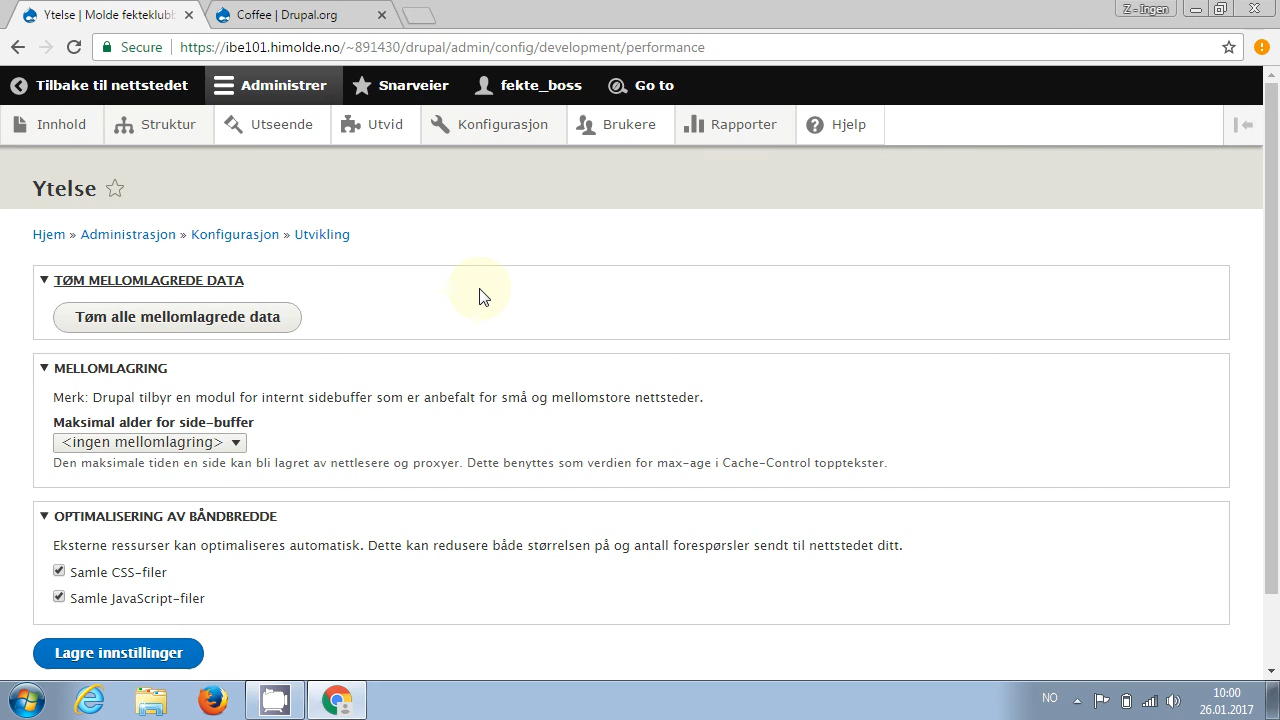 Ytelse | Molde fekteklub
Coffee | Drupal.org
Z - Ingen
Secure
https://ibe101.himolde.no/~891430/drupal/admin/config/development/performance
Tilbake til nettstedet
Administrer
Snarveier
fekte_boss
Go to
Innhold
Struktur
Utseende
Utvid
Konfigurasjon
Brukere
Rapporter
Hjelp
Ytelse
Hjem » Administrasjon » Konfigurasjon » Utvikling
TØM MELLOMLAGREDE DATA
Tøm alle mellomlagrede data
MELLOMLAGRING
Merk: Drupal tilbyr en modul for internt sidebuffer som er anbefalt for små og mellomstore nettsteder.
Maksimal alder for side-buffer
<ingen mellomlagring>
Den maksimale tiden en side kan bli lagret av nettlesere og proxyer. Dette benyttes som verdien for max-age i Cache-Control topptekster.
OPTIMALISERING AV BÅNDBREDDE
Eksterne ressurser kan optimaliseres automatisk. Dette kan redusere både størrelsen på og antall forespørsler sendt til nettstedet ditt.
Samle CSS-filer
Samle JavaScript-filer
Lagre innstillinger
NO
10:00
26.01.2017